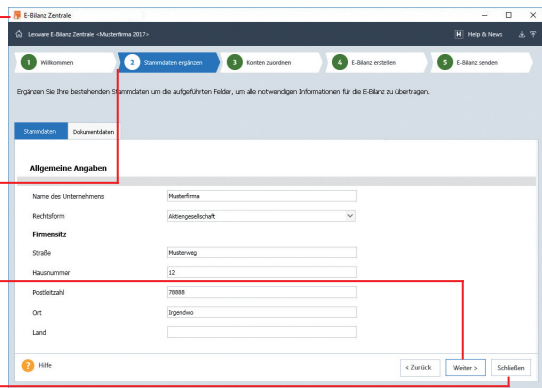 E-Bilanz Zentrale
Lexware E-Bilanz Zentrale <Musterfirma 2017> H Help & News
1 Willkommen 2 Stammdaten ergänzen 3 Konten zuordnen 4 E-Bilanz erstellen 5 E-Bilanz senden
Ergänzen Sie Ihre bestehenden Stammdaten um die aufgeführten Felder, um alle notwendigen Informationen für die E-Bilanz zu übertragen.
Stammdaten Dokumentdaten
Allgemeine Angaben
Name des Unternehmens Musterfirma
Rechtsform Aktiengesellschaft
Firmensitz
Straße Musterweg
Hausnummer 12
Postleitzahl 78888
Ort Irgendwo
Land
? Hilfe < Zurück Weiter > Schließen